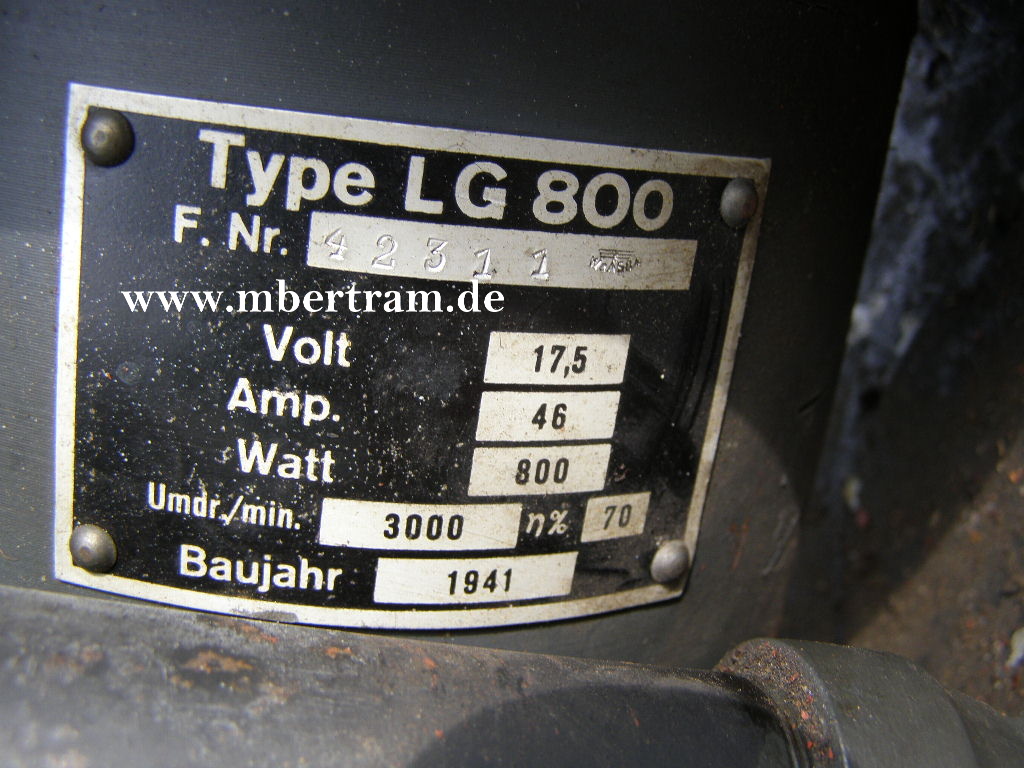 Type LG 800
F. Nr. 42311
www.mbertram.de
Volt 17,5
Amp. 46
Watt 800
Umdr./min. 3000 η% 70
Baujahr 1941